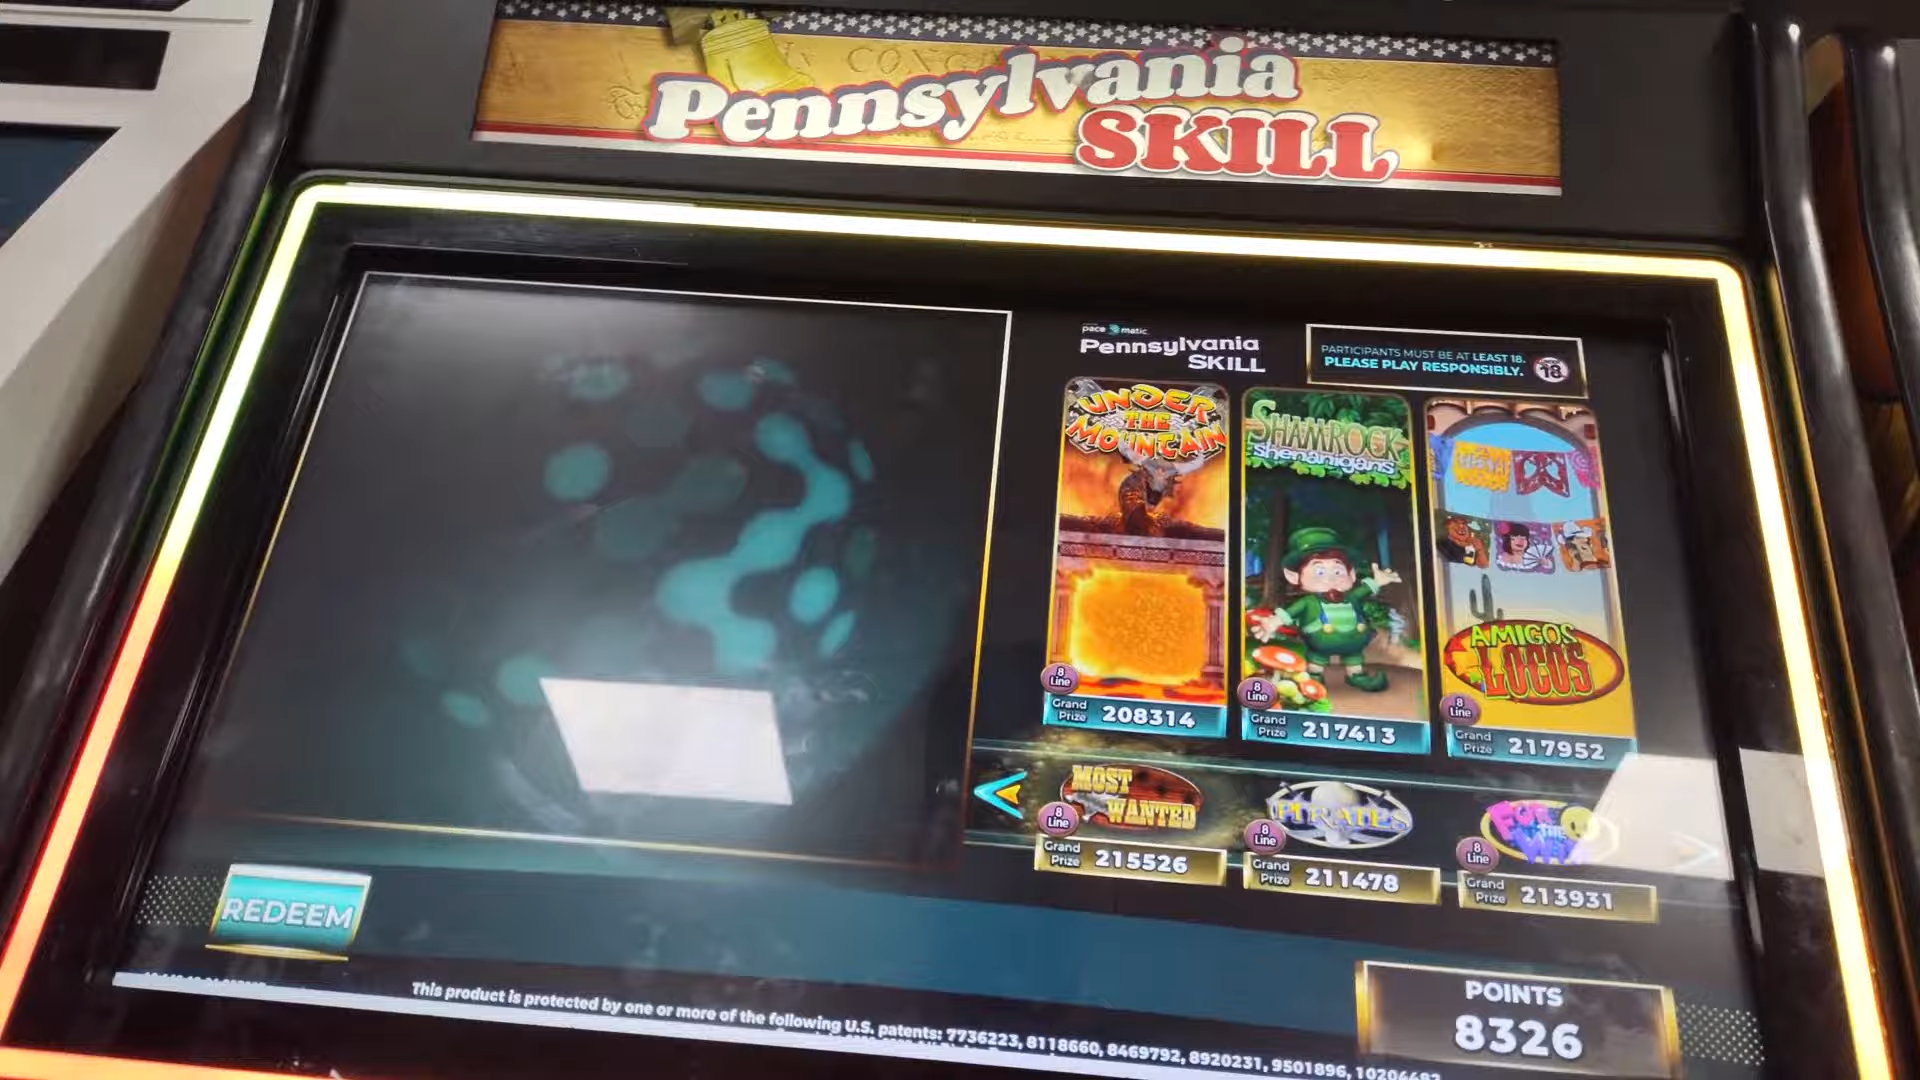 Pennsylvania
SKILL
pace matic
Pennsylvania
SKILL
PARTICIPANTS MUST BE AT LEAST 18.
PLEASE PLAY RESPONSIBLY.
18
UNDER
THE
MOUNTAIN
8
Line
Grand
Prize
208314
SHAMROCK
shenanigans
8
Line
Grand
Prize
217413
AMIGOS
LOCOS
8
Line
Grand
Prize
217952
MOST
WANTED
8
Line
Grand
Prize
215526
PIRATES
8
Line
Grand
Prize
211478
FOR
THE
8
Line
Grand
Prize
213931
REDEEM
POINTS
8326
This product is protected by one or more of the following U.S. patents: 7736223, 8118660, 8469792, 8920231, 9501896,